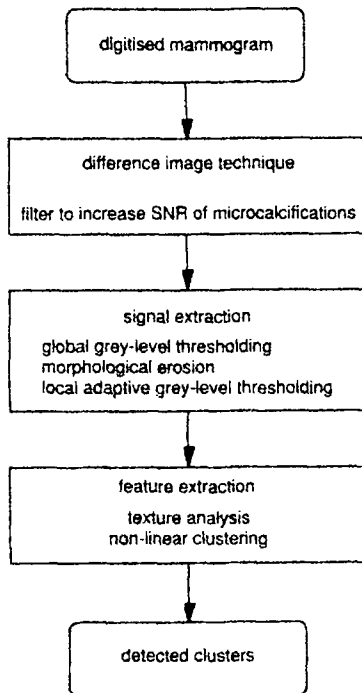 digitised mammogram
difference image technique
filter to increase SNR of microcalcifications
signal extraction
global grey-level thresholding
morphological erosion
local adaptive grey-level thresholding
feature extraction
texture analysis
non-linear clustering
detected clusters